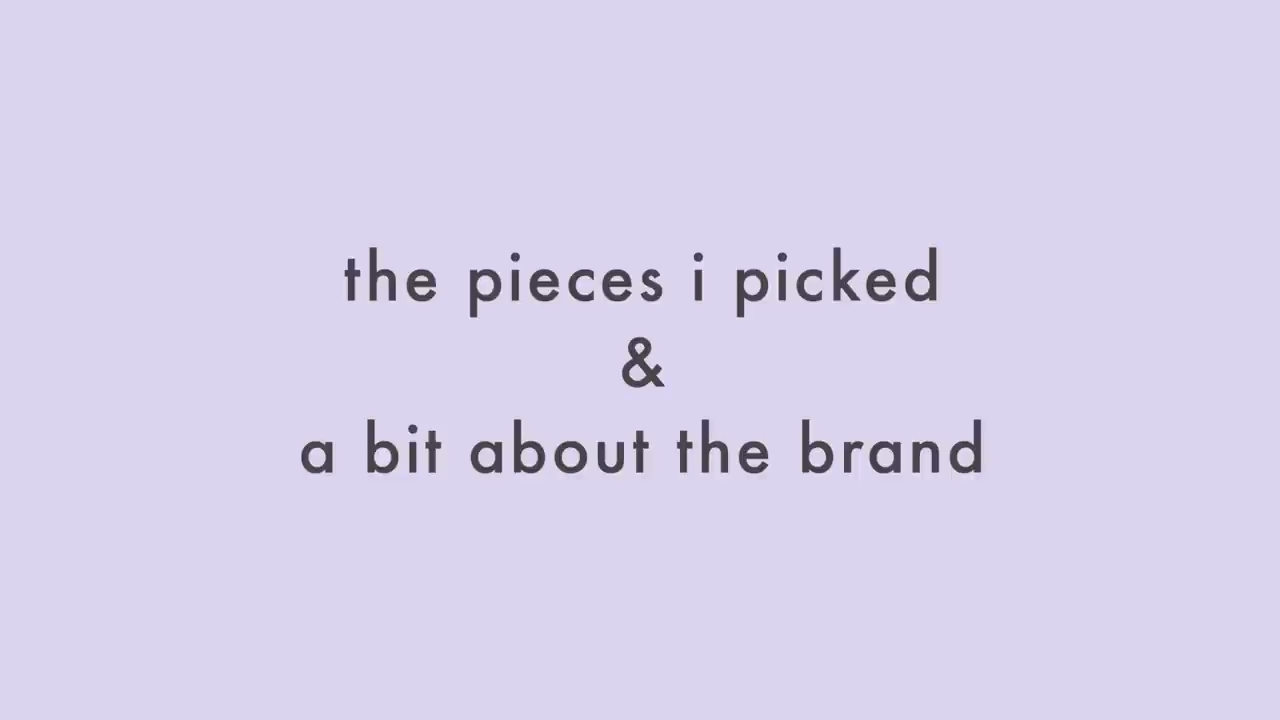 the pieces i picked
&
a bit about the brand